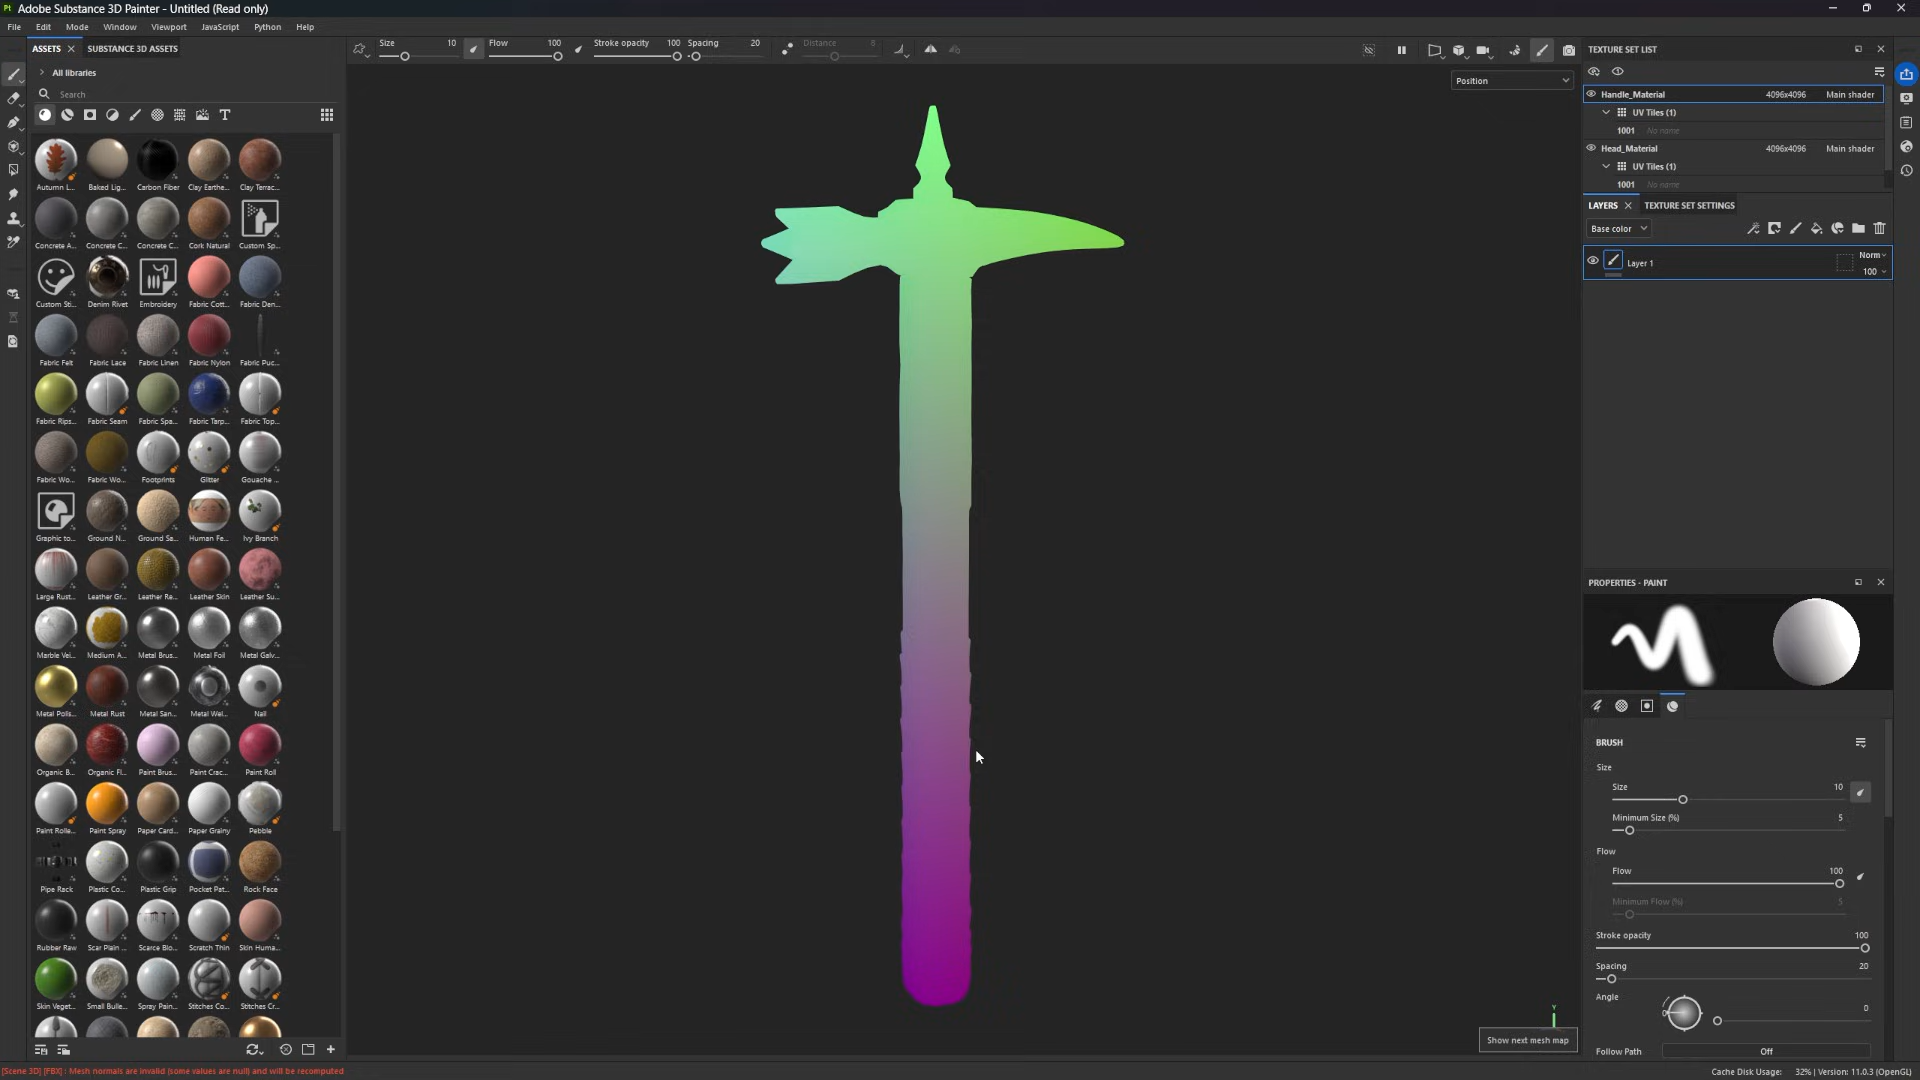 Adobe Substance 3D Painter - Untitled (Read only)
File Edit Mode Window Viewport JavaScript Python Help
ASSETS SUBSTANCE 3D ASSETS
Size 10 Flow 100 Stroke opacity 100 Spacing 20 Distance 8
All libraries
Search
Autumn L... Baked Lig... Carbon Fiber Clay Earthe... Clay Terrac...
Concrete A... Concrete C... Concrete C... Cork Natural Custom Sp...
Custom Sti... Denim Rivet Embroidery Fabric Cott... Fabric Den...
Fabric Felt Fabric Lace Fabric Linen Fabric Nylon Fabric Puc...
Fabric Rips... Fabric Seam Fabric Spa... Fabric Tarp... Fabric Top...
Fabric Wo... Fabric Wo... Footprints Glitter Gouache ...
Graphic to... Ground N... Ground Sa... Human Fe... Ivy Branch
Large Rust... Leather Gr... Leather Re... Leather Skin Leather Su...
Marble Vei... Medium A... Metal Brus... Metal Foil Metal Galv...
Metal Polis... Metal Rust Metal San... Metal Wel... Nail
Organic B... Organic Fl... Paint Brus... Paint Crac... Paint Roll
Paint Rolle... Paint Spray Paper Card... Paper Grainy Pebble
Pipe Rack Plastic Co... Plastic Grip Pocket Pat... Rock Face
Rubber Raw Scar Plain ... Scarce Blo... Scratch Thin Skin Huma...
Skin Veget... Small Bulle... Spray Pain... Stitches Co... Stitches Cr...
[Scene 3D] [FBX] : Mesh normals are invalid (some values are null) and will be recomputed
Position
Y
Show next mesh map
TEXTURE SET LIST
Handle_Material 4096x4096 Main shader
UV Tiles (1)
1001 No name
Head_Material 4096x4096 Main shader
UV Tiles (1)
1001 No name
LAYERS TEXTURE SET SETTINGS
Base color
Layer 1 Norm
100
PROPERTIES - PAINT
BRUSH
Size
Size 10
Minimum Size (%) 5
Flow
Flow 100
Minimum Flow (%) 5
Stroke opacity 100
Spacing 20
Angle 0
0
Follow Path Off
Cache Disk Usage: 32% | Version: 11.0.3 (OpenGL)